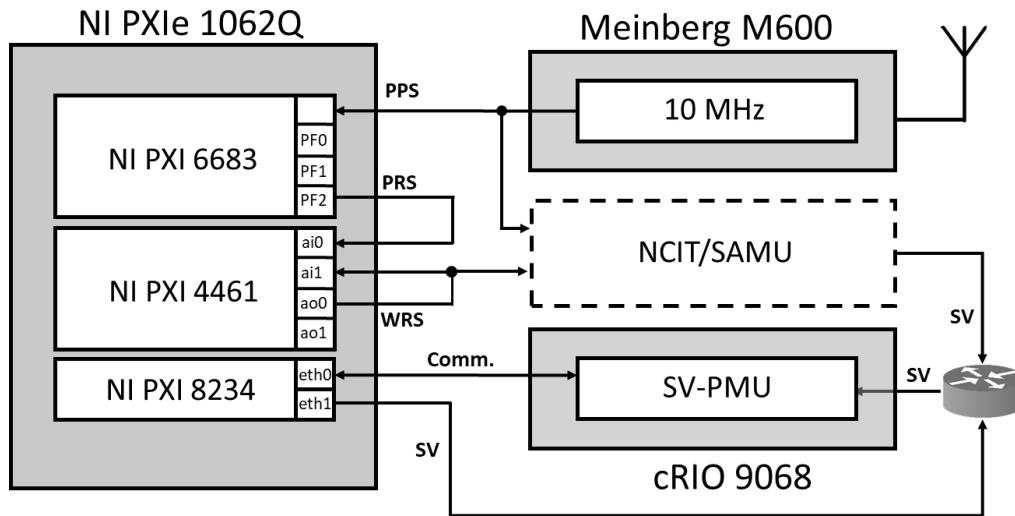 NI PXIe 1062Q
Meinberg M600
PPS
10 MHz
NI PXI 6683
PF0
PF1
PF2
PRS
NI PXI 4461
ai0
ai1
ao0
ao1
WRS
NCIT/SAMU
SV
NI PXI 8234
eth0
eth1
Comm.
SV-PMU
SV
SV
cRIO 9068